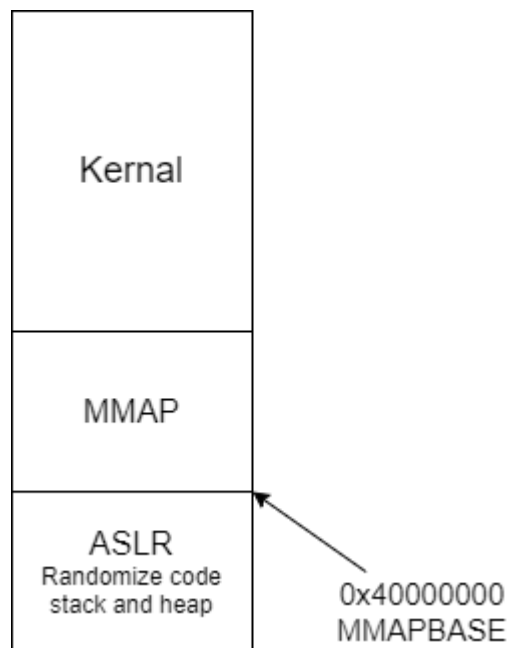 Kernal
MMAP
ASLR
Randomize code
stack and heap
0x40000000
MMAPBASE